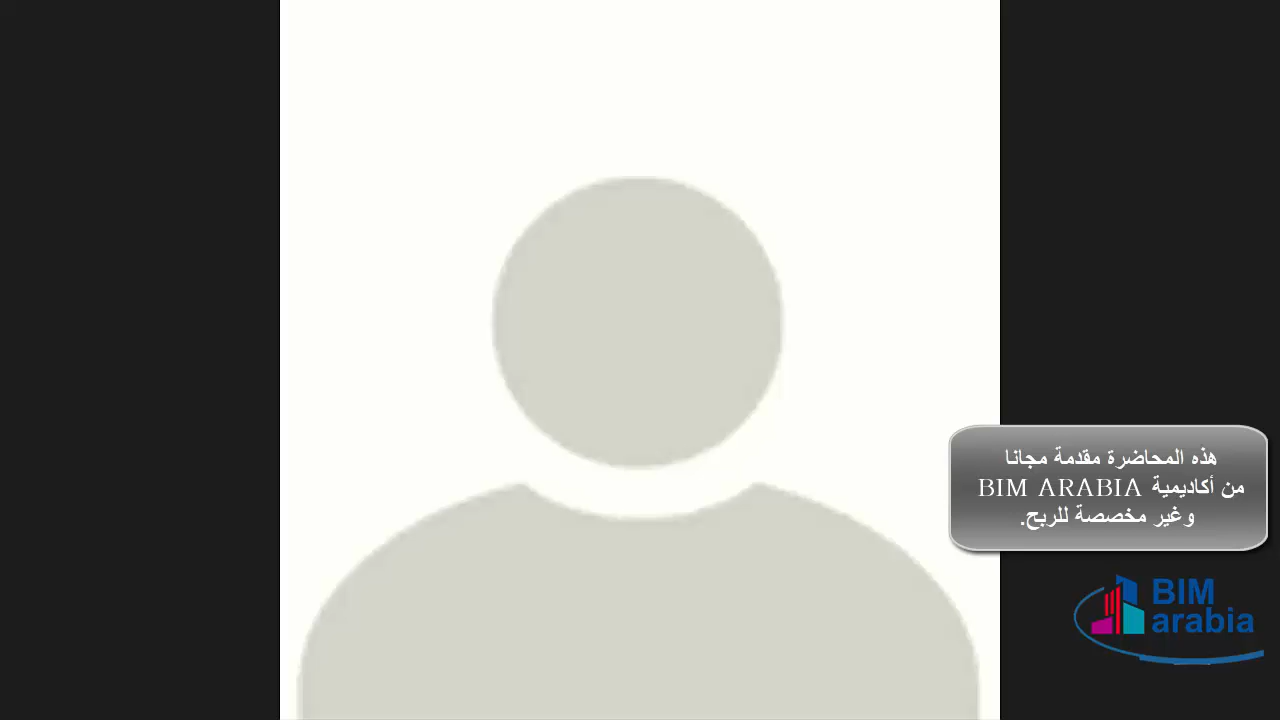 هذه المحاضرة مقدمة مجانا
من أكاديمية BIM ARABIA
وغير مخصصة للربح.
BIM
arabia